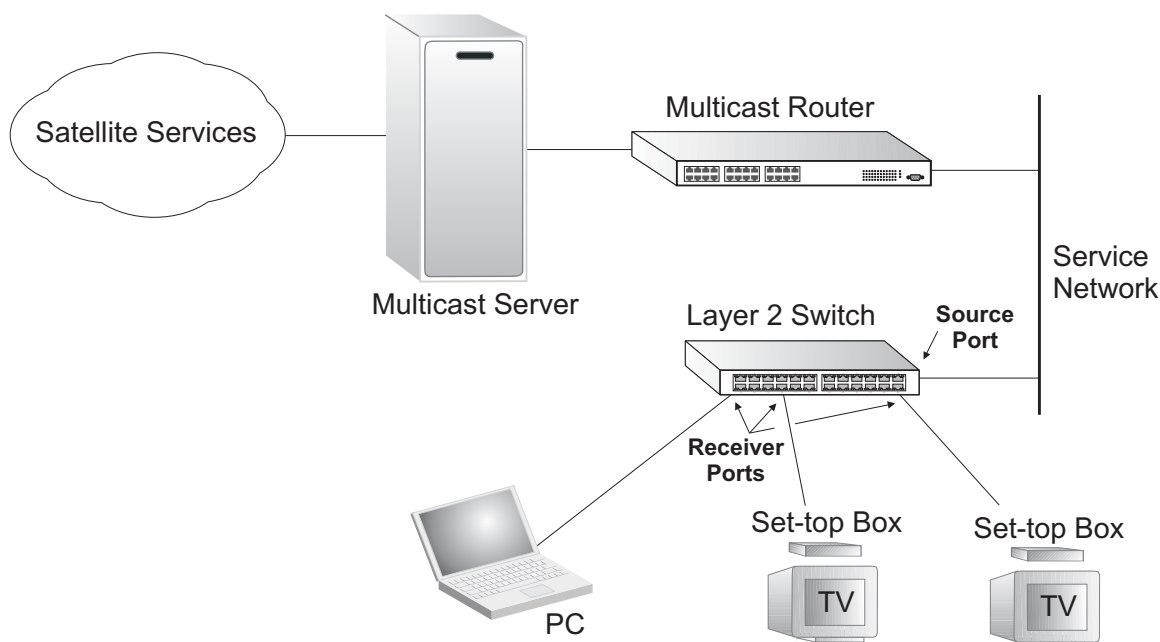 Satellite Services
Multicast Server
Multicast Router
Service
Network
Layer 2 Switch
Source
Port
Receiver
Ports
PC
Set-top Box
TV
Set-top Box
TV